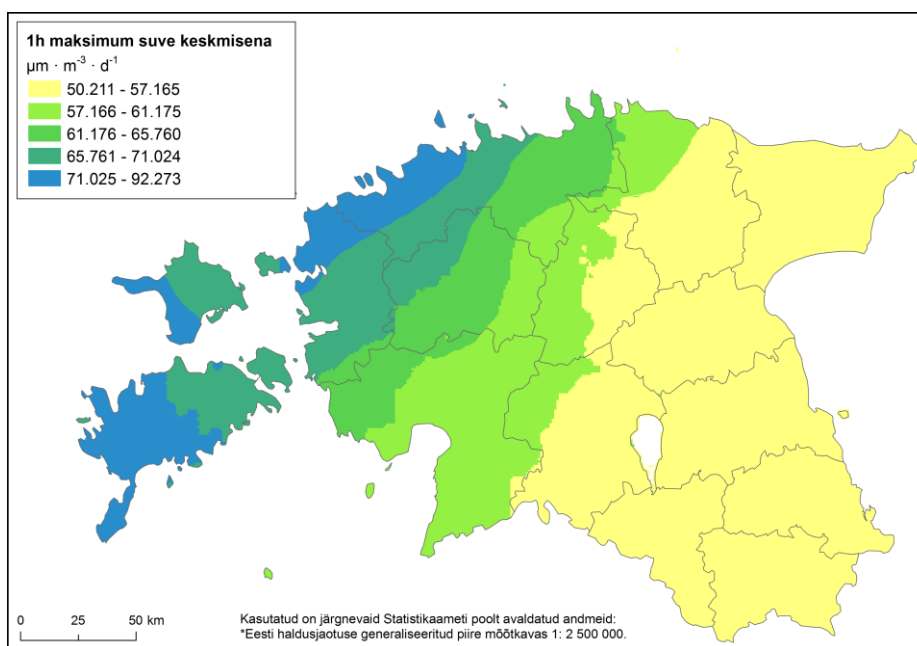 1h maksimum suve keskmisena
µm · m⁻³ · d⁻¹
50.211 - 57.165
57.166 - 61.175
61.176 - 65.760
65.761 - 71.024
71.025 - 92.273
0 25 50 km
Kasutatud on järgnevaid Statistikaameti poolt avaldatud andmeid:
*Eesti haldusjaotuse generaliseeritud piire mõõtkavas 1: 2 500 000.